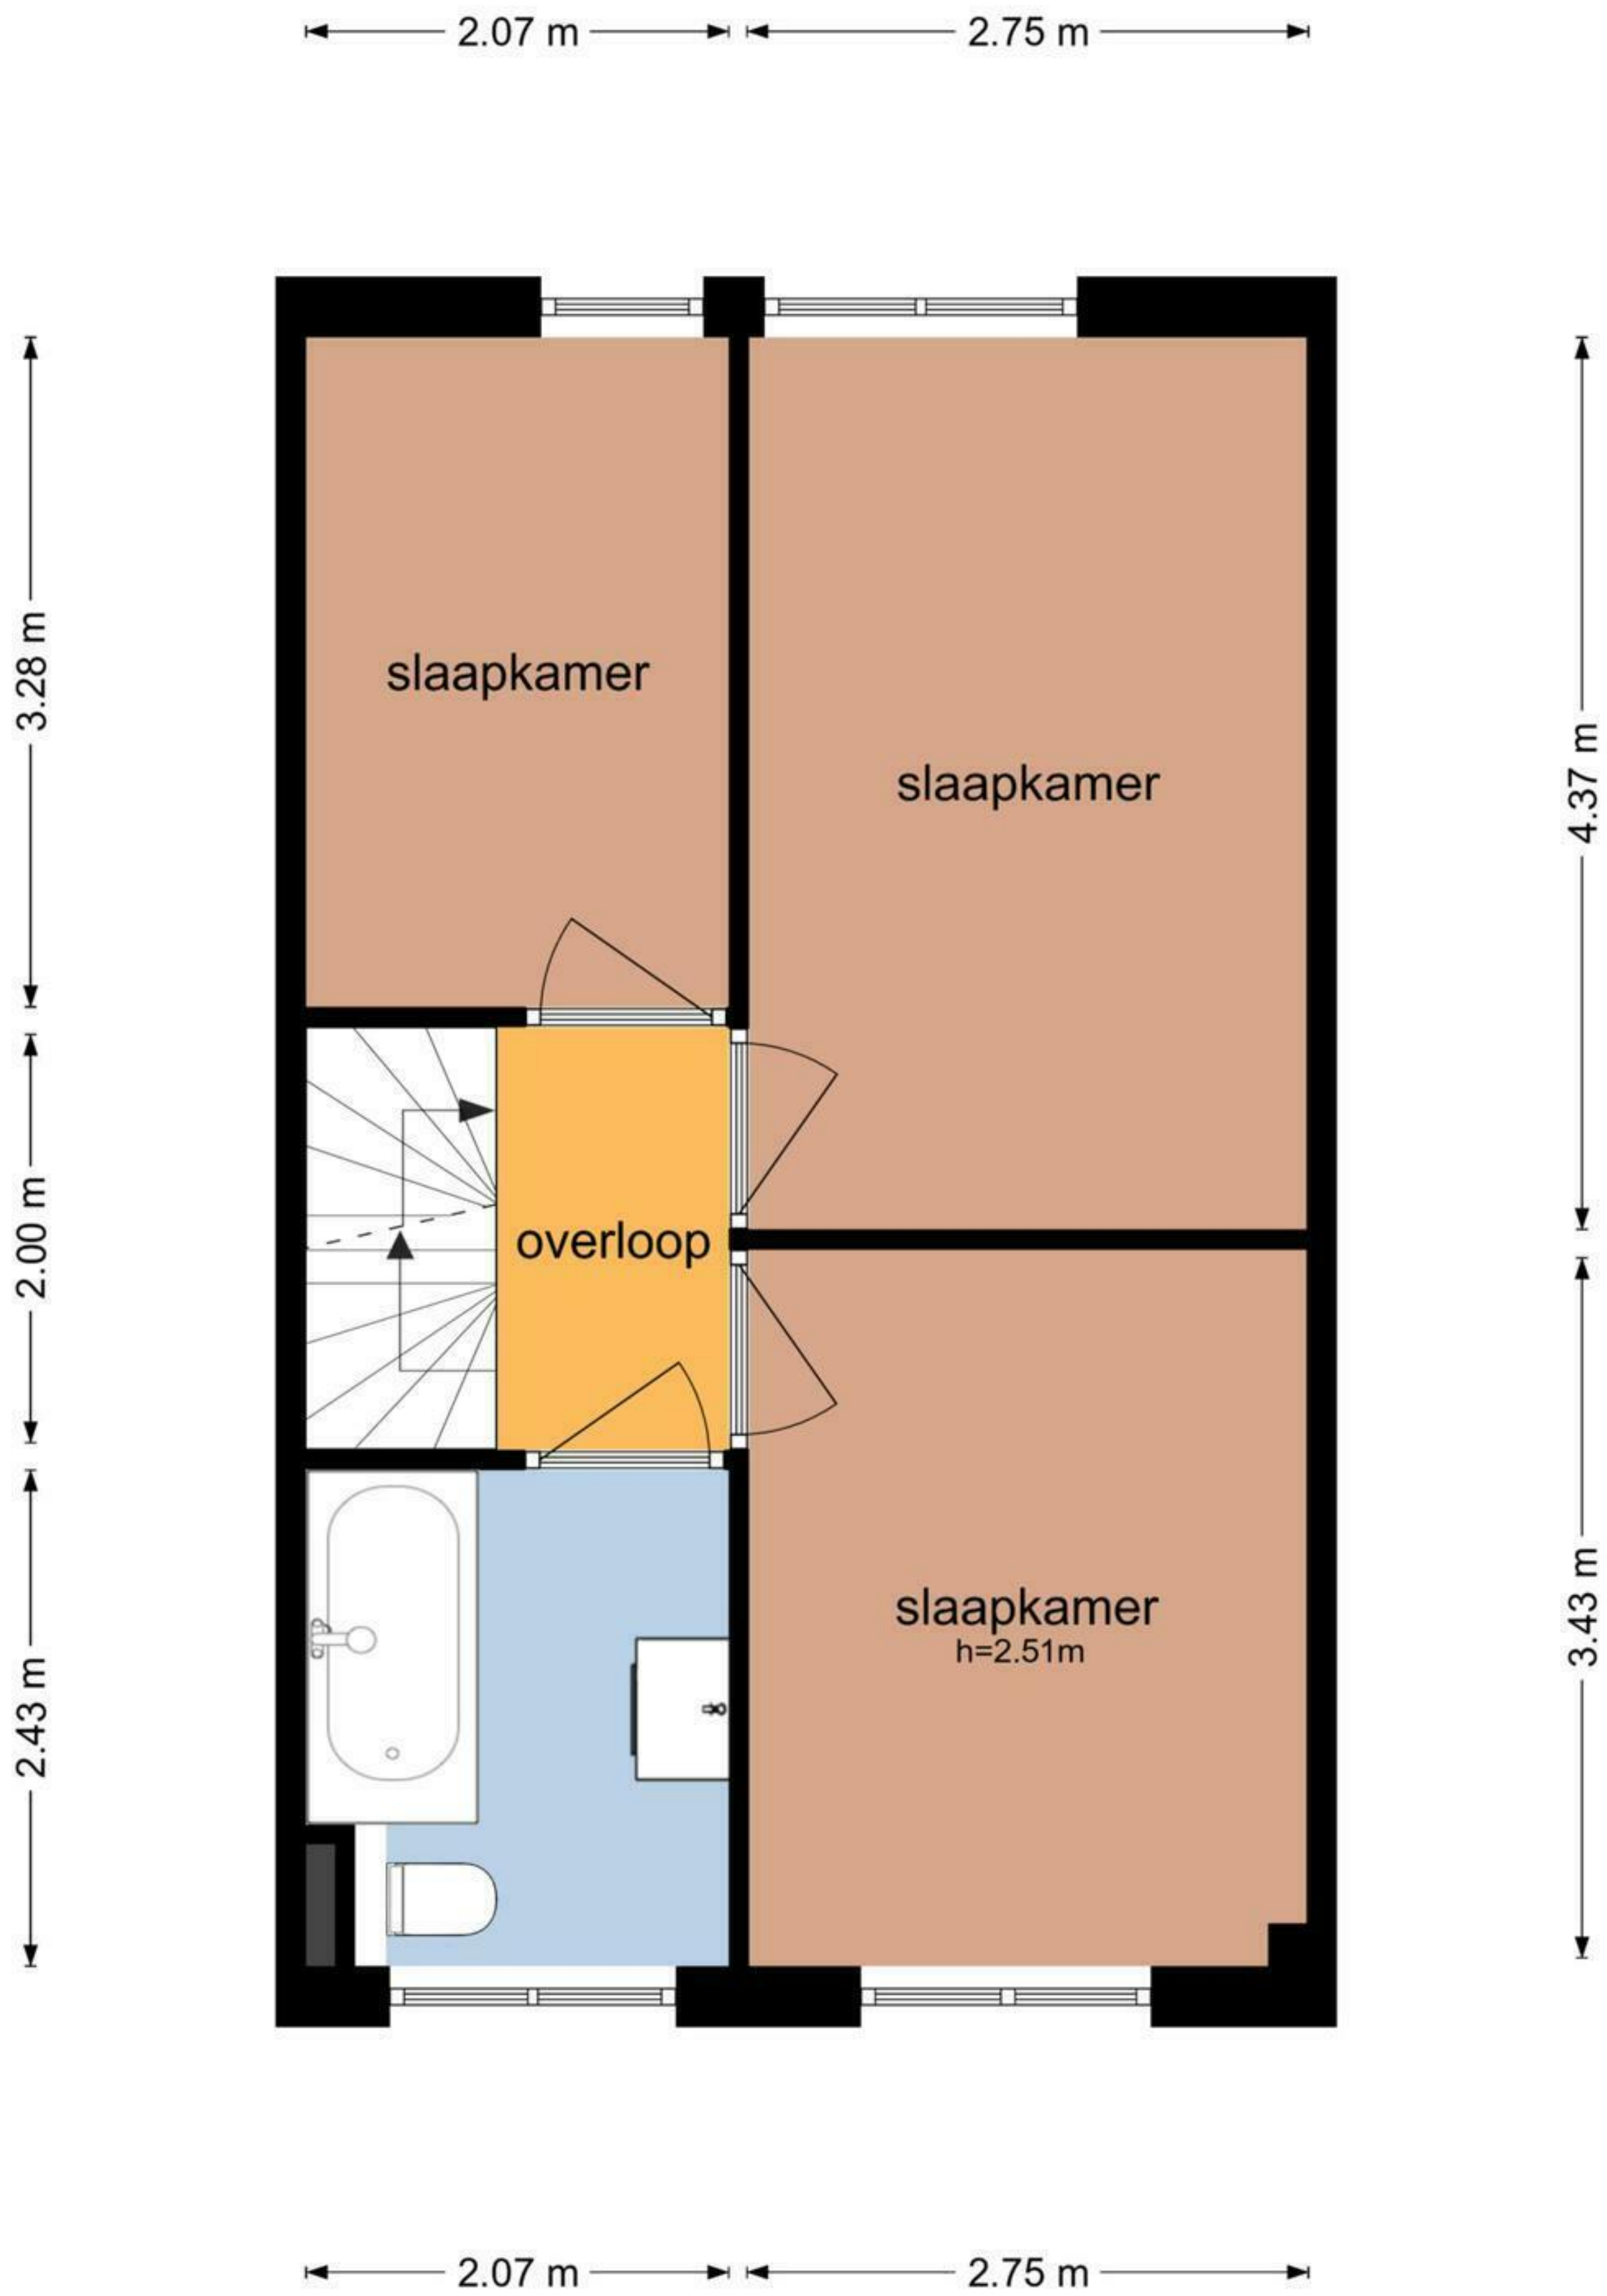 2.07 m
2.75 m
3.28 m
slaapkamer
slaapkamer
4.37 m
2.00 m
overloop
slaapkamer
h=2.51m
3.43 m
2.43 m
2.07 m
2.75 m